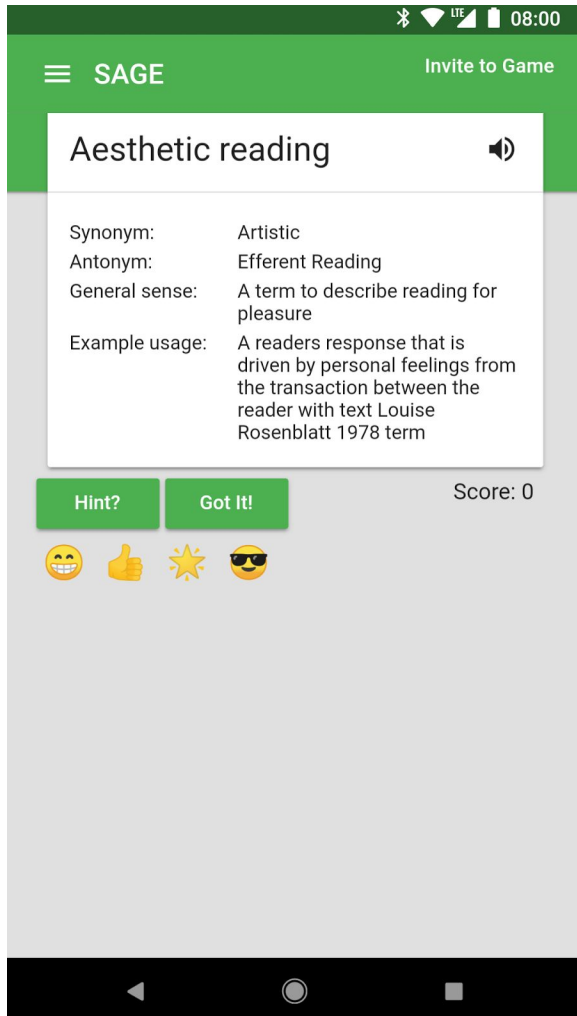 LTE 08:00
SAGE Invite to Game
Aesthetic reading
Synonym: Artistic
Antonym: Efferent Reading
General sense: A term to describe reading for
pleasure
Example usage: A readers response that is
driven by personal feelings from
the transaction between the
reader with text Louise
Rosenblatt 1978 term
Hint? Got It! Score: 0